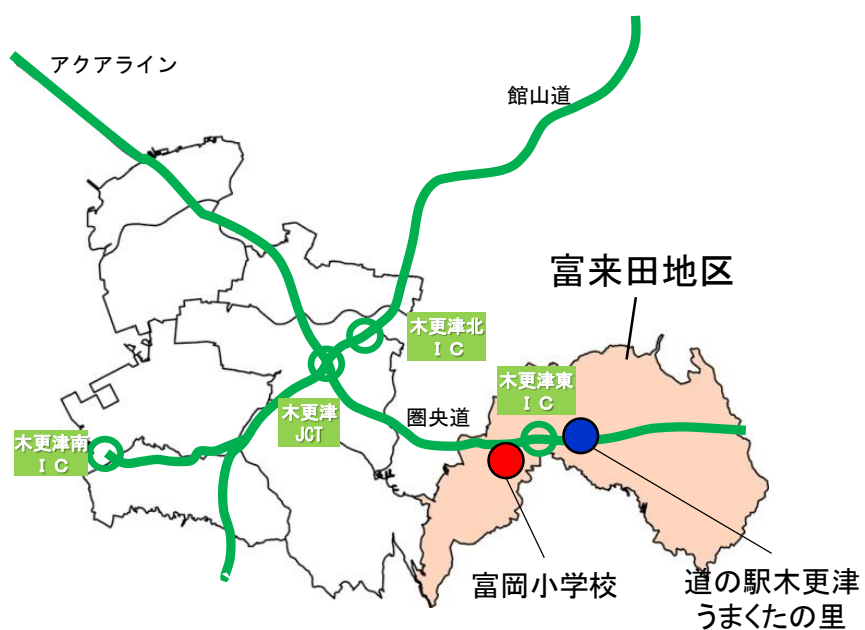 アクアライン
館山道
富来田地区
木更津北
ＩＣ
木更津東
ＩＣ
木更津
JCT
圏央道
木更津南
ＩＣ
富岡小学校
道の駅木更津
うまくたの里